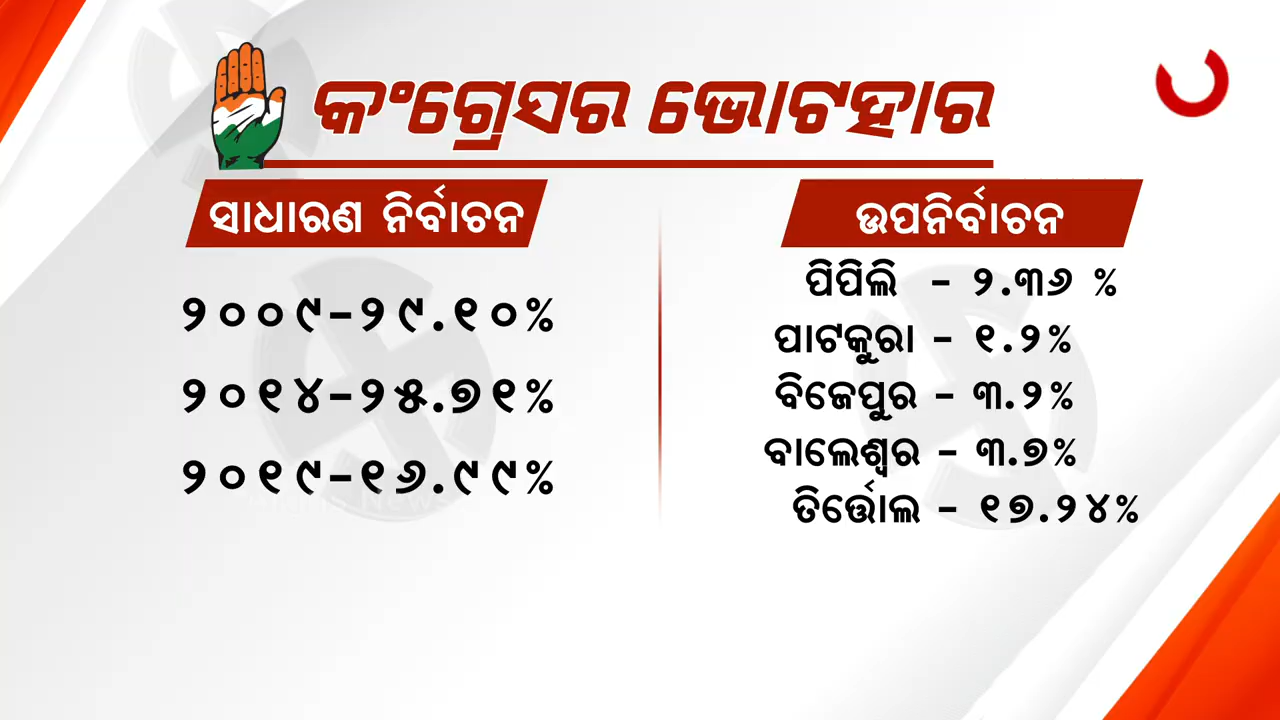 କଂଗ୍ରେସର ଭୋଟହାର
ସାଧାରଣ ନିର୍ବାଚନ
୨୦୦୯-୨୯.୧୦%
୨୦୧୪-୨୫.୭୧%
୨୦୧୯-୧୬.୯୯%
ଉପନିର୍ବାଚନ
ପିପିଲି - ୨.୩୬ %
ପାଟକୁରା - ୧.୨%
ବିଜେପୁର - ୩.୨%
ବାଲେଶ୍ୱର - ୩.୭%
ତିର୍ତ୍ତୋଲ - ୧୭.୨୪%